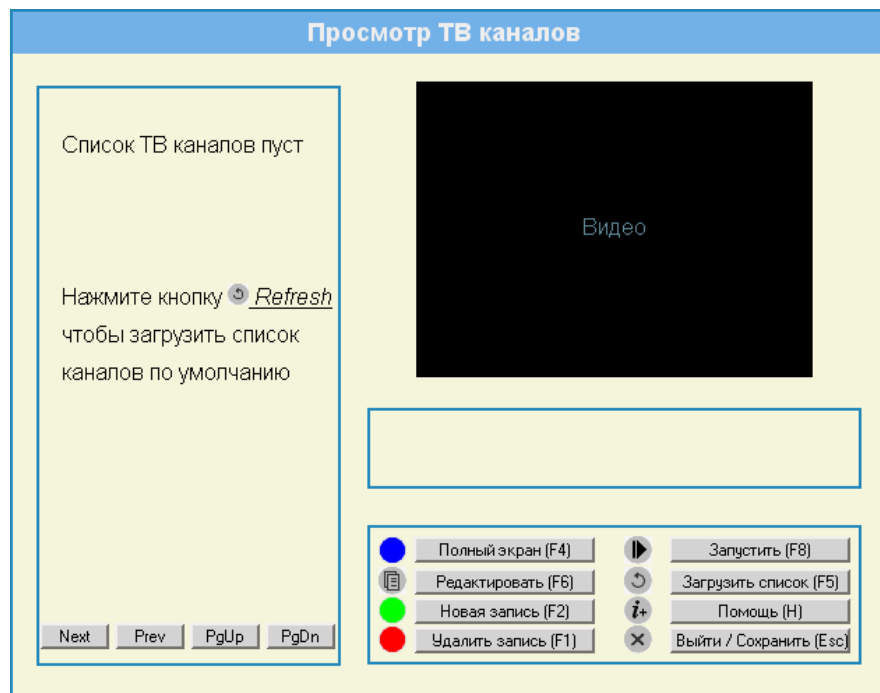 Просмотр ТВ каналов
Список ТВ каналов пуст
Нажмите кнопку Refresh
чтобы загрузить список
каналов по умолчанию
Next Prev PgUp PgDn
Видео
Полный экран (F4) Запустить (F8)
Редактировать (F6) Загрузить список (F5)
Новая запись (F2) i+ Помощь (H)
Удалить запись (F1) Выйти / Сохранить (Esc)